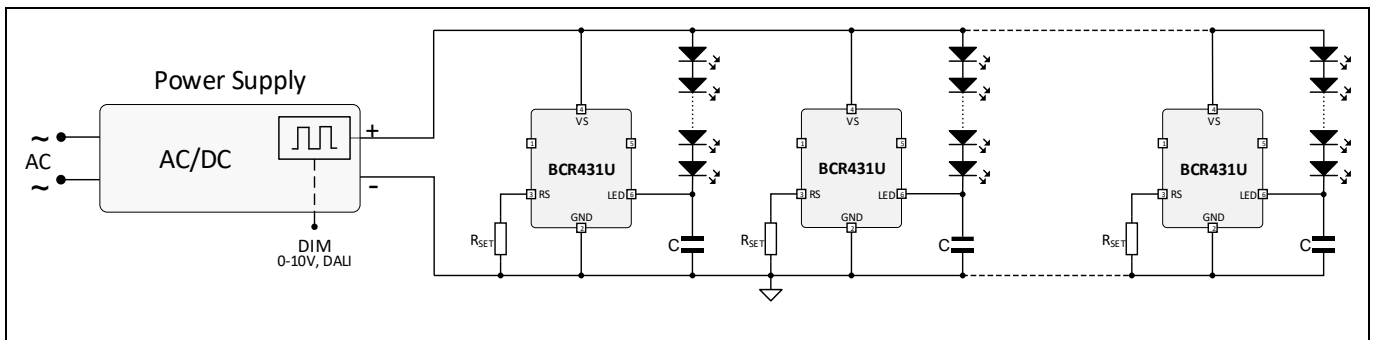 Power Supply
AC/DC
+
-
~
AC
~
DIM
0-10V, DALI
4
VS
1
5
BCR431U
3
RS
LED
6
GND
2
RSET
C
4
VS
1
5
BCR431U
3
RS
LED
6
GND
2
RSET
C
4
VS
1
5
BCR431U
3
RS
LED
6
GND
2
RSET
C